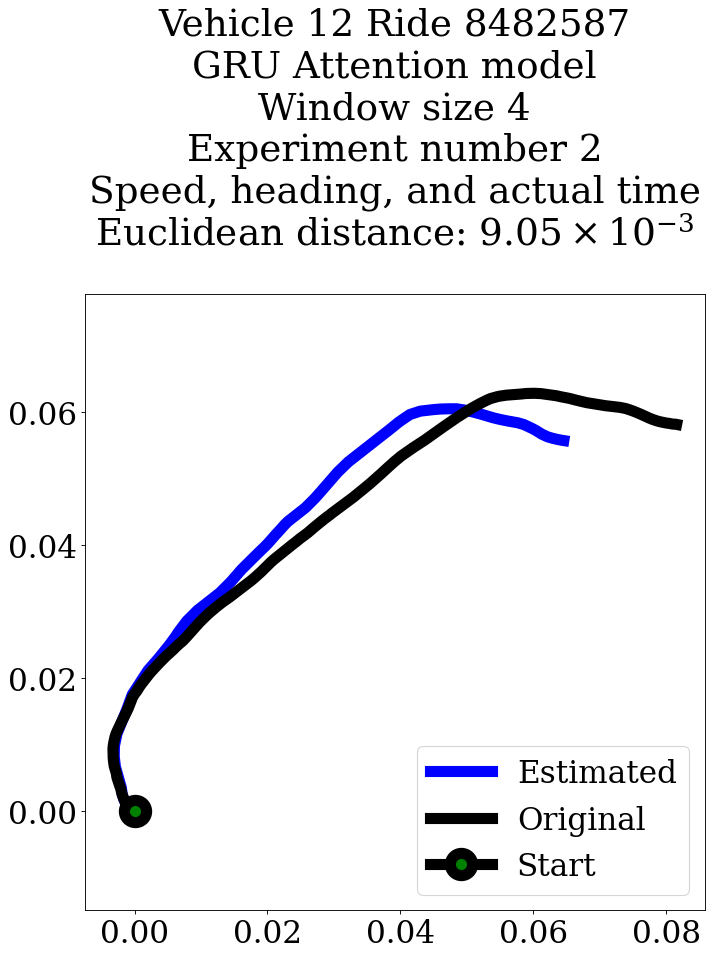 Vehicle 12 Ride 8482587
GRU Attention model
Window size 4
Experiment number 2
Speed, heading, and actual time
Euclidean distance: 9.05 × 10⁻³
0.06
0.04
0.02
0.00
Estimated
Original
Start
0.00 0.02 0.04 0.06 0.08